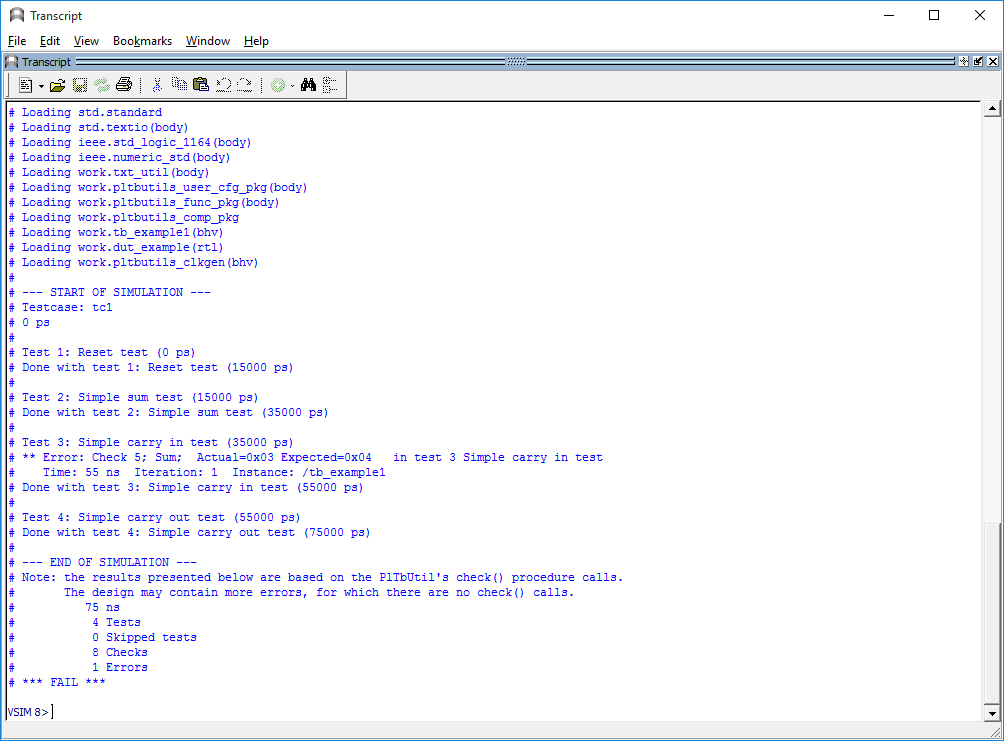 Transcript
File Edit View Bookmarks Window Help
Transcript
# Loading std.standard
# Loading std.textio(body)
# Loading ieee.std_logic_1164(body)
# Loading ieee.numeric_std(body)
# Loading work.txt_util(body)
# Loading work.pltbutils_user_cfg_pkg(body)
# Loading work.pltbutils_func_pkg(body)
# Loading work.pltbutils_comp_pkg
# Loading work.tb_example1(bhv)
# Loading work.dut_example(rtl)
# Loading work.pltbutils_clkgen(bhv)
#
# --- START OF SIMULATION ---
# Testcase: tc1
# 0 ps
#
# Test 1: Reset test (0 ps)
# Done with test 1: Reset test (15000 ps)
#
# Test 2: Simple sum test (15000 ps)
# Done with test 2: Simple sum test (35000 ps)
#
# Test 3: Simple carry in test (35000 ps)
# ** Error: Check 5; Sum;  Actual=0x03 Expected=0x04   in test 3 Simple carry in test
#    Time: 55 ns  Iteration: 1  Instance: /tb_example1
# Done with test 3: Simple carry in test (55000 ps)
#
# Test 4: Simple carry out test (55000 ps)
# Done with test 4: Simple carry out test (75000 ps)
#
# --- END OF SIMULATION ---
# Note: the results presented below are based on the PlTbUtil's check() procedure calls.
#       The design may contain more errors, for which there are no check() calls.
#          75 ns
#           4 Tests
#           0 Skipped tests
#           8 Checks
#           1 Errors
# *** FAIL ***
VSIM 8>